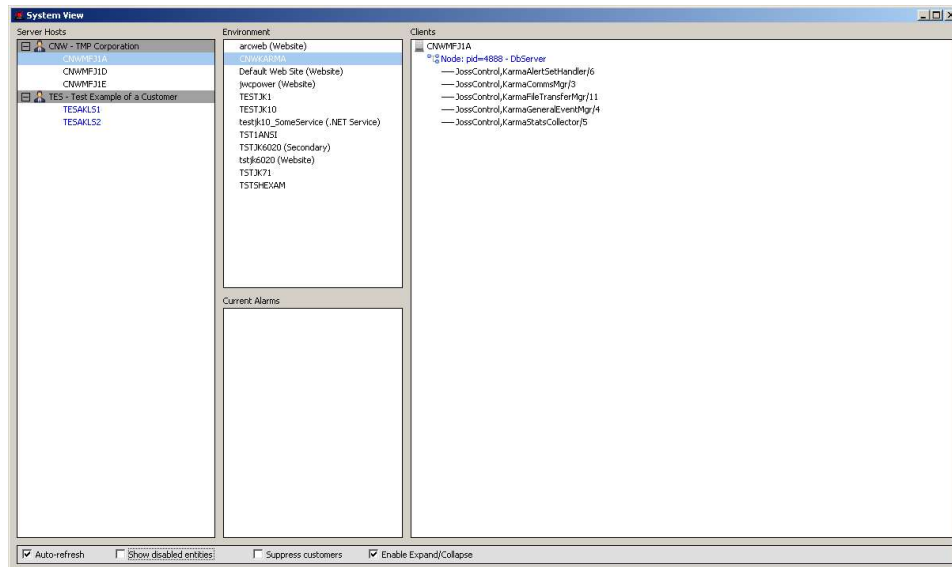 System View
Server Hosts
CNW - TMP Corporation
CNWMFJ1A
CNWMFJ1D
CNWMFJ1E
TES - Test Example of a Customer
TESAKLS1
TESAKLS2
Environment
arcweb (Website)
CNWKARMA
Default Web Site (Website)
jwcpower (Website)
TESTJK1
TESTJK10
testjk10_SomeService (.NET Service)
TST1ANSI
TSTJK6020 (Secondary)
tstjk6020 (Website)
TSTJK71
TSTSHEXAM
Current Alarms
Clients
CNWMFJ1A
Node: pid=4888 - DbServer
JossControl,KarmaAlertSetHandler/6
JossControl,KarmaCommsMgr/3
JossControl,KarmaFileTransferMgr/11
JossControl,KarmaGeneralEventMgr/4
JossControl,KarmaStatsCollector/5
Auto-refresh
Show disabled entities
Suppress customers
Enable Expand/Collapse